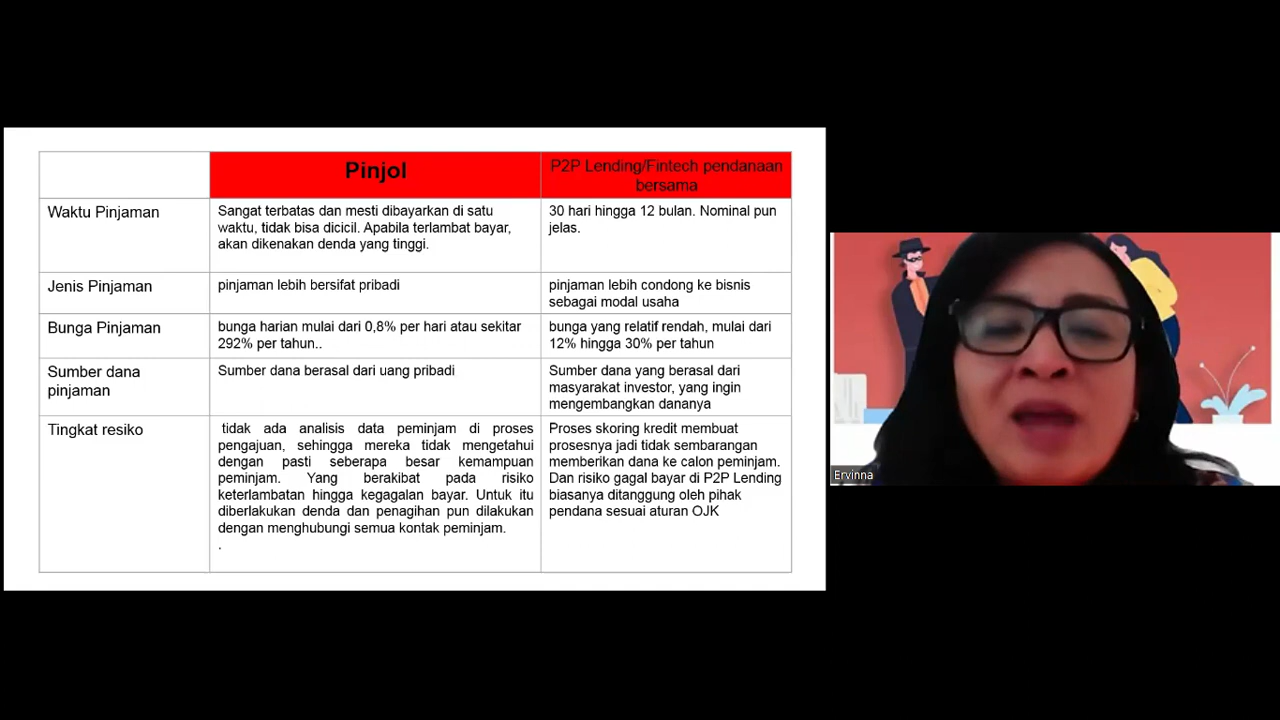 Pinjol
P2P Lending/Fintech pendanaan
bersama
Waktu Pinjaman
Sangat terbatas dan mesti dibayarkan di satu
waktu, tidak bisa dicicil. Apabila terlambat bayar,
akan dikenakan denda yang tinggi.
30 hari hingga 12 bulan. Nominal pun
jelas.
Jenis Pinjaman
pinjaman lebih bersifat pribadi
pinjaman lebih condong ke bisnis
sebagai modal usaha
Bunga Pinjaman
bunga harian mulai dari 0,8% per hari atau sekitar
292% per tahun..
bunga yang relatif rendah, mulai dari
12% hingga 30% per tahun
Sumber dana
pinjaman
Sumber dana berasal dari uang pribadi
Sumber dana yang berasal dari
masyarakat investor, yang ingin
mengembangkan dananya
Tingkat resiko
tidak ada analisis data peminjam di proses
pengajuan, sehingga mereka tidak mengetahui
dengan pasti seberapa besar kemampuan
peminjam. Yang berakibat pada risiko
keterlambatan hingga kegagalan bayar. Untuk itu
diberlakukan denda dan penagihan pun dilakukan
dengan menghubungi semua kontak peminjam.
.
Proses skoring kredit membuat
prosesnya jadi tidak sembarangan
memberikan dana ke calon peminjam.
Dan risiko gagal bayar di P2P Lending
biasanya ditanggung oleh pihak
pendana sesuai aturan OJK
Ervinna